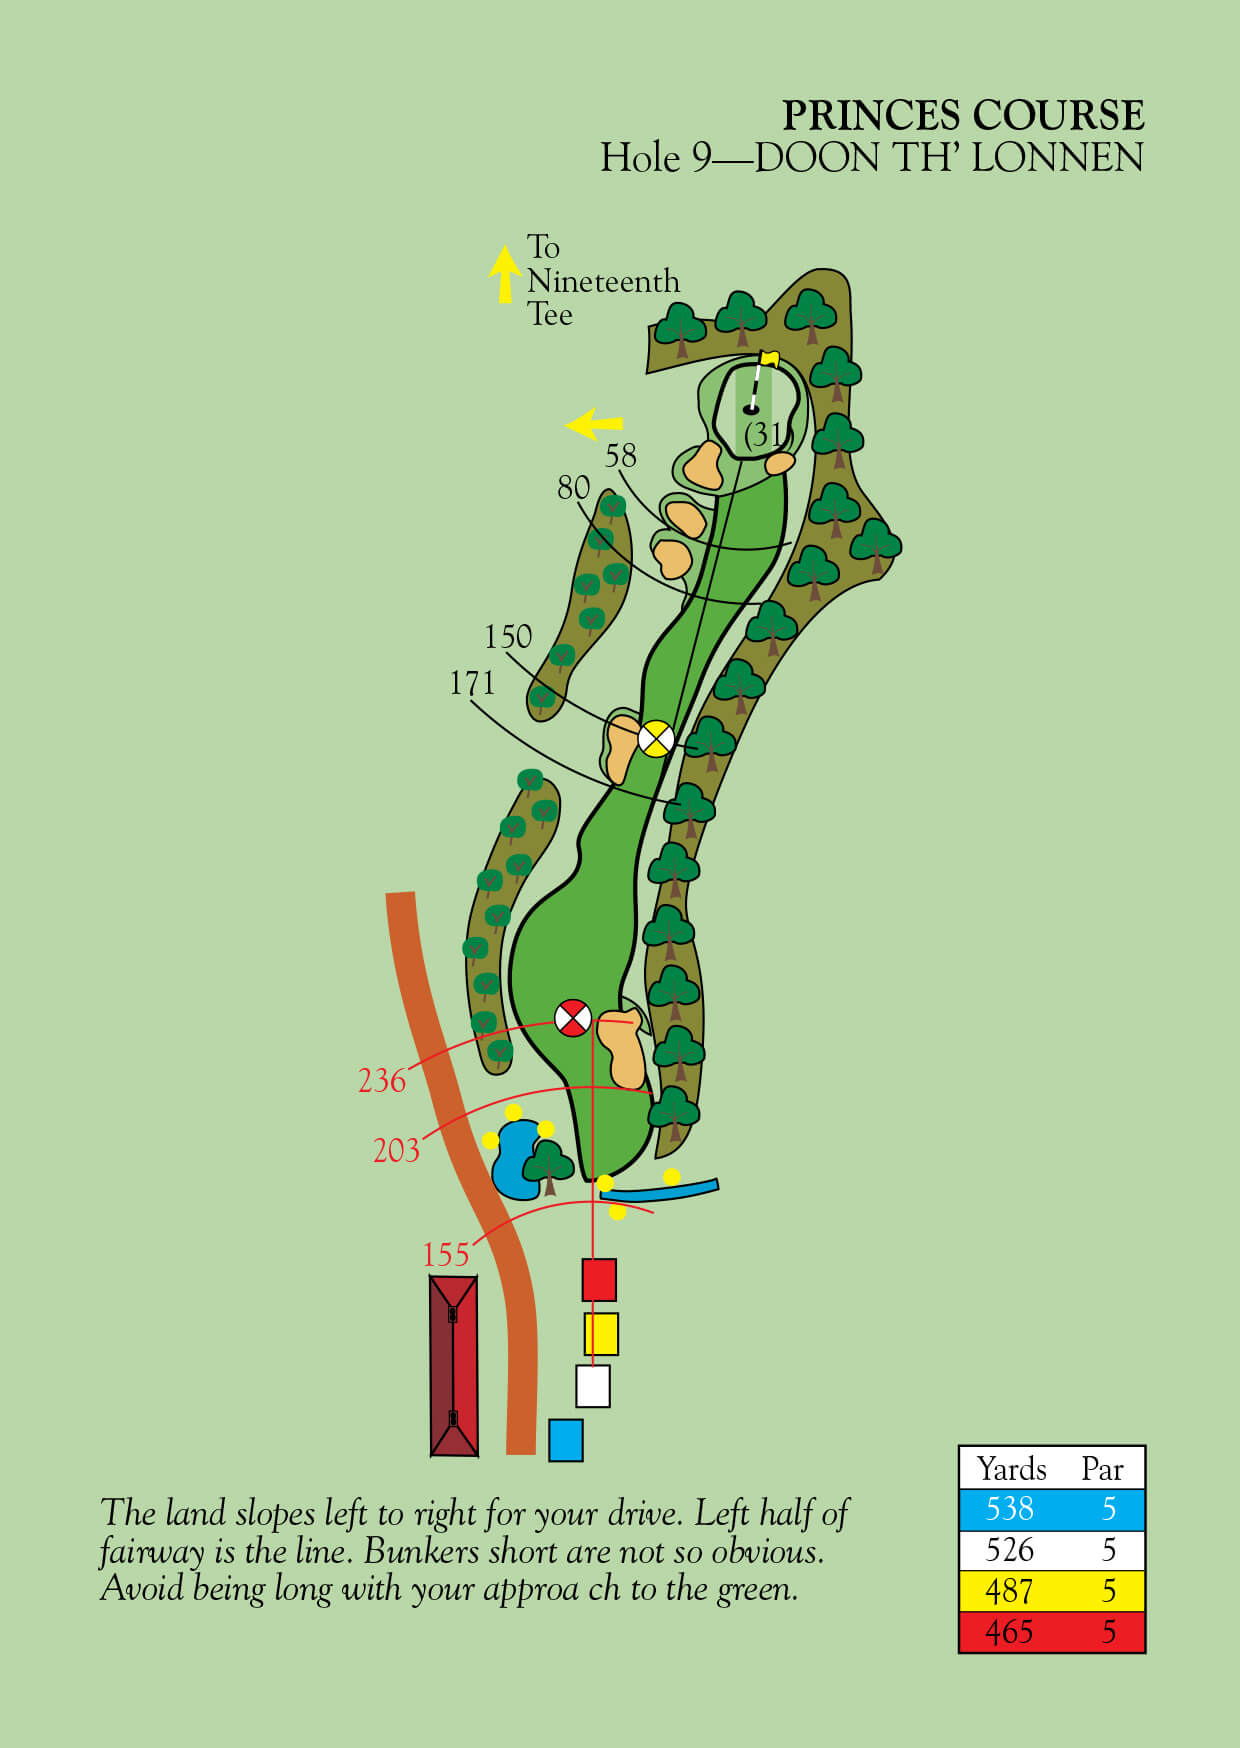 PRINCES COURSE
Hole 9—DOON TH’ LONNEN
To
Nineteenth
Tee
(31)
58
80
150
171
236
203
155
Yards Par
538 5
526 5
487 5
465 5
The land slopes left to right for your drive. Left half of
fairway is the line. Bunkers short are not so obvious.
Avoid being long with your approa ch to the green.